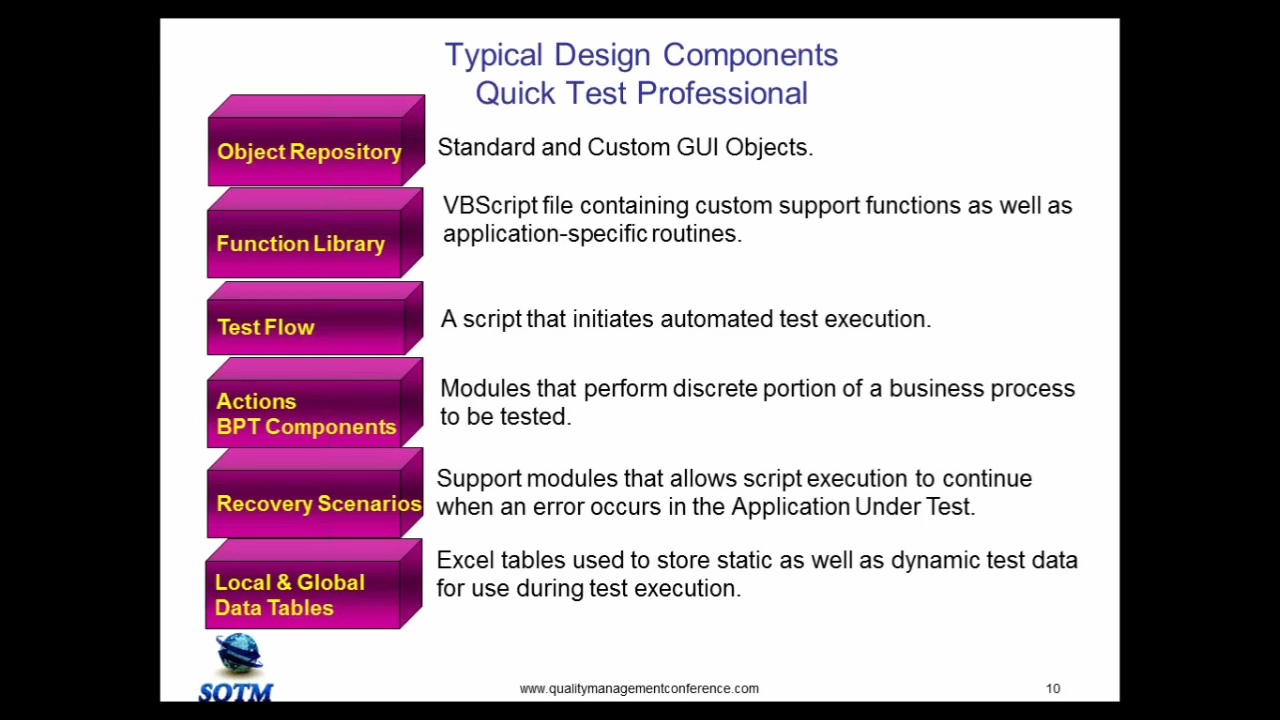 Typical Design Components
Quick Test Professional
Object Repository
Standard and Custom GUI Objects.
Function Library
VBScript file containing custom support functions as well as
application-specific routines.
Test Flow
A script that initiates automated test execution.
Actions
BPT Components
Modules that perform discrete portion of a business process
to be tested.
Recovery Scenarios
Support modules that allows script execution to continue
when an error occurs in the Application Under Test.
Local & Global
Data Tables
Excel tables used to store static as well as dynamic test data
for use during test execution.
SQTM
www.qualitymanagementconference.com
10